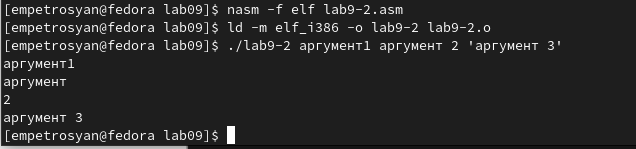 [empetrosyan@fedora lab09]$ nasm -f elf lab9-2.asm
[empetrosyan@fedora lab09]$ ld -m elf_i386 -o lab9-2 lab9-2.o
[empetrosyan@fedora lab09]$ ./lab9-2 аргумент1 аргумент 2 'аргумент 3'
аргумент1
аргумент
2
аргумент 3
[empetrosyan@fedora lab09]$